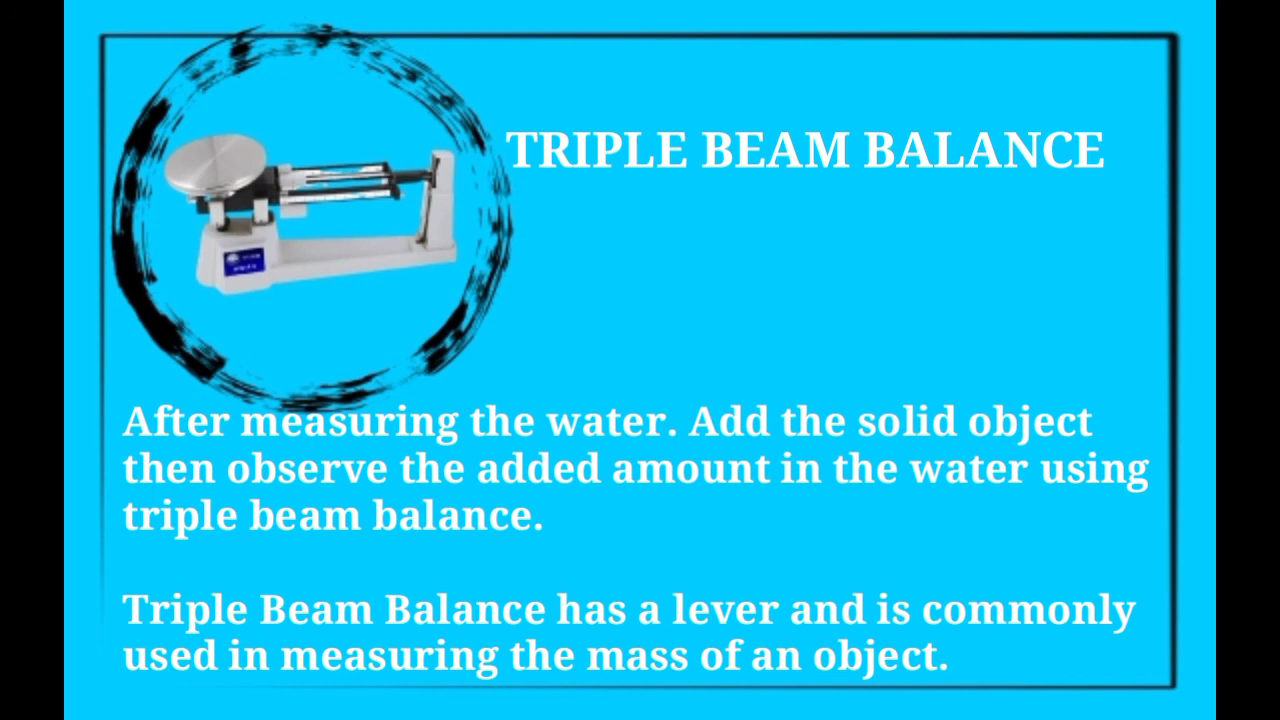 TRIPLE BEAM BALANCE
After measuring the water. Add the solid object
then observe the added amount in the water using
triple beam balance.
Triple Beam Balance has a lever and is commonly
used in measuring the mass of an object.